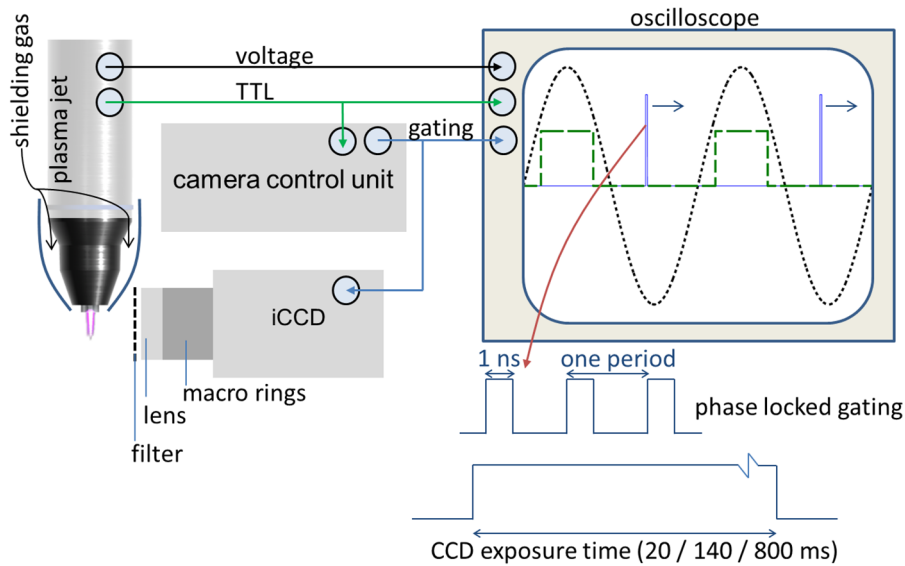 oscilloscope
shielding gas
plasma jet
voltage
TTL
gating
camera control unit
iCCD
macro rings
lens
filter
1 ns
one period
phase locked gating
CCD exposure time (20 / 140 / 800 ms)